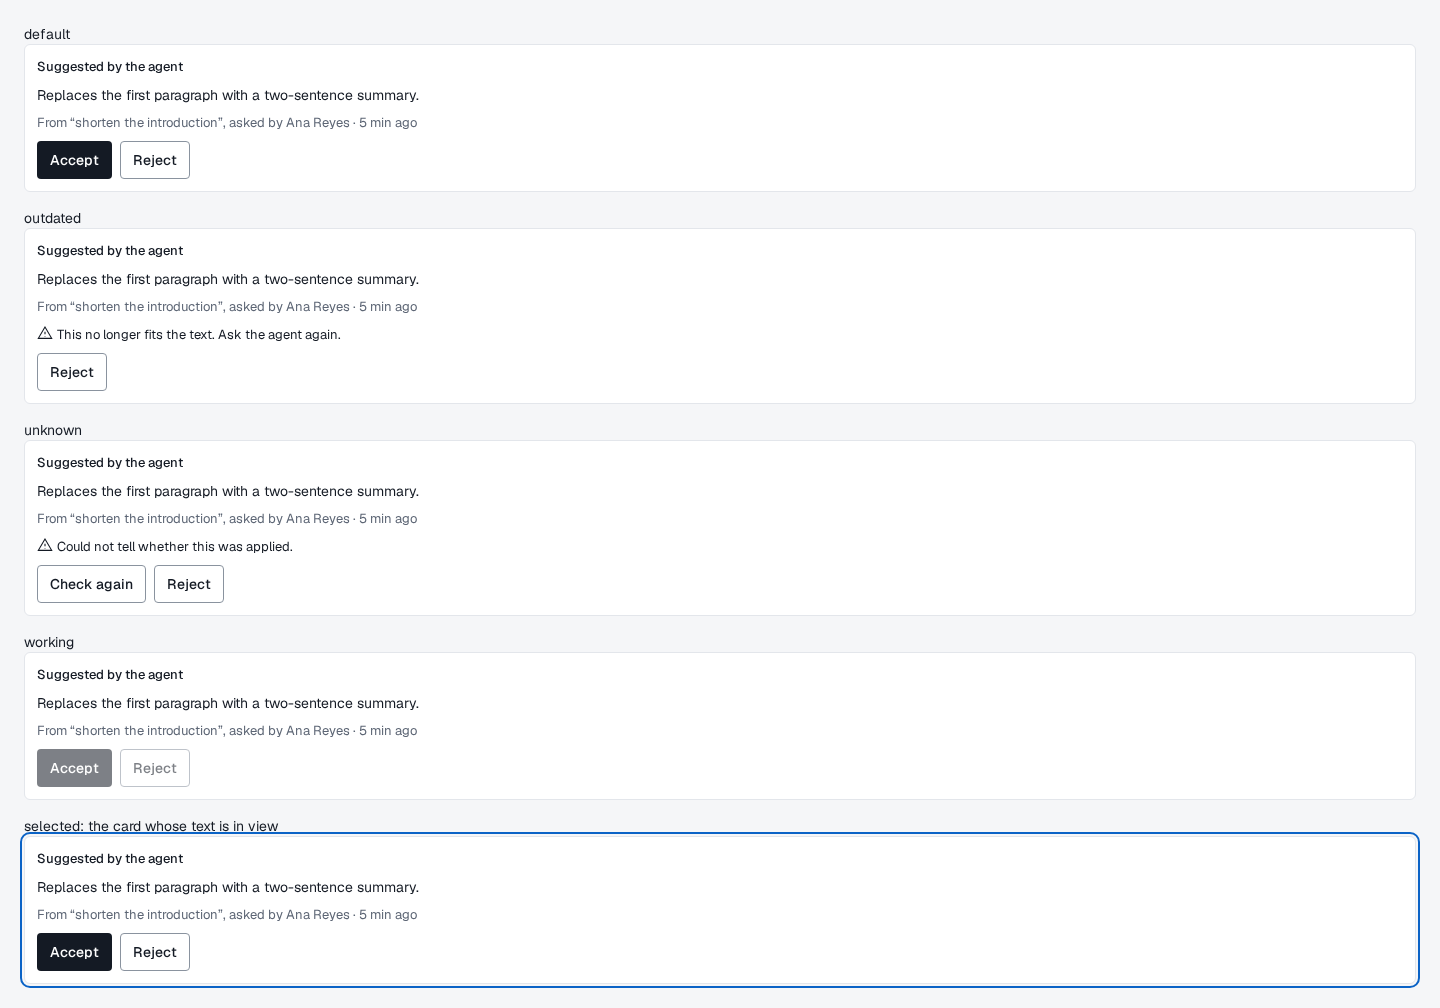 default
Suggested by the agent
Replaces the first paragraph with a two-sentence summary.
From “shorten the introduction”, asked by Ana Reyes · 5 min ago
Accept Reject
outdated
Suggested by the agent
Replaces the first paragraph with a two-sentence summary.
From “shorten the introduction”, asked by Ana Reyes · 5 min ago
This no longer fits the text. Ask the agent again.
Reject
unknown
Suggested by the agent
Replaces the first paragraph with a two-sentence summary.
From “shorten the introduction”, asked by Ana Reyes · 5 min ago
Could not tell whether this was applied.
Check again Reject
working
Suggested by the agent
Replaces the first paragraph with a two-sentence summary.
From “shorten the introduction”, asked by Ana Reyes · 5 min ago
Accept Reject
selected: the card whose text is in view
Suggested by the agent
Replaces the first paragraph with a two-sentence summary.
From “shorten the introduction”, asked by Ana Reyes · 5 min ago
Accept Reject